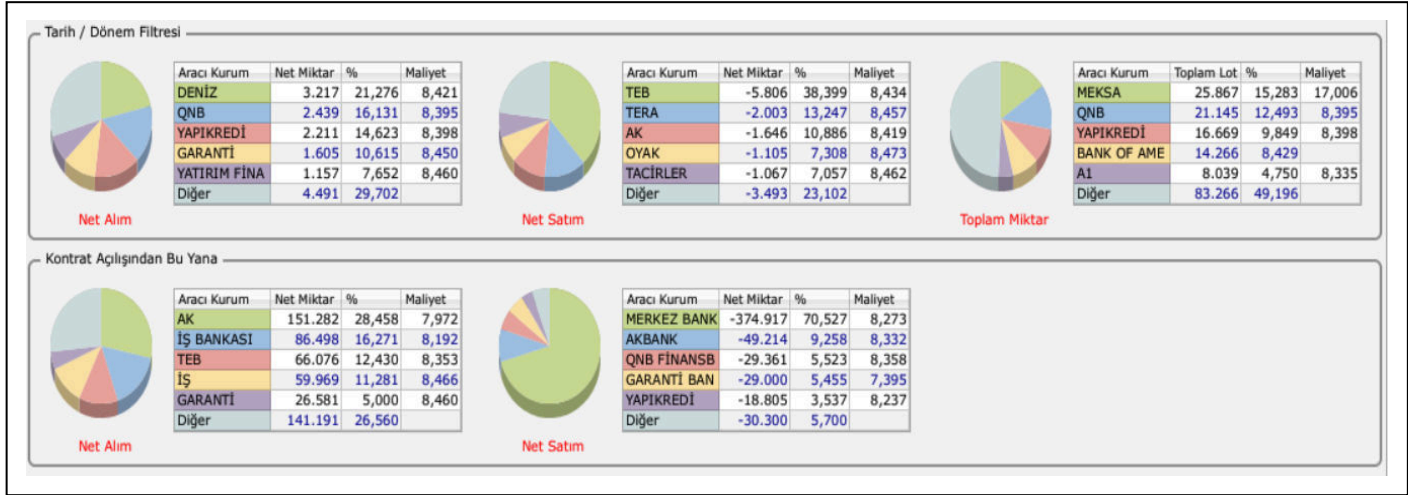 Tarih / Dönem Filtresi
Aracı Kurum Net Miktar % Maliyet
DENİZ 3.217 21,276 8,421
QNB 2.439 16,131 8,395
YAPIKREDİ 2.211 14,623 8,398
GARANTİ 1.605 10,615 8,450
YATIRIM FİNA 1.157 7,652 8,460
Diğer 4.491 29,702
Net Alım
Aracı Kurum Net Miktar % Maliyet
TEB -5.806 38,399 8,434
TERA -2.003 13,247 8,457
AK -1.646 10,886 8,419
OYAK -1.105 7,308 8,473
TACİRLER -1.067 7,057 8,462
Diğer -3.493 23,102
Net Satım
Aracı Kurum Toplam Lot % Maliyet
MEKSA 25.867 15,283 17,006
QNB 21.145 12,493 8,395
YAPIKREDİ 16.669 9,849 8,398
BANK OF AME 14.266 8,429
A1 8.039 4,750 8,335
Diğer 83.266 49,196
Toplam Miktar
Kontrat Açılışından Bu Yana
Aracı Kurum Net Miktar % Maliyet
AK 151.282 28,458 7,972
İŞ BANKASI 86.498 16,271 8,192
TEB 66.076 12,430 8,353
İŞ 59.969 11,281 8,466
GARANTİ 26.581 5,000 8,460
Diğer 141.191 26,560
Net Alım
Aracı Kurum Net Miktar % Maliyet
MERKEZ BANK -374.917 70,527 8,273
AKBANK -49.214 9,258 8,332
QNB FİNANSB -29.361 5,523 8,358
GARANTİ BAN -29.000 5,455 7,395
YAPIKREDİ -18.805 3,537 8,237
Diğer -30.300 5,700
Net Satım